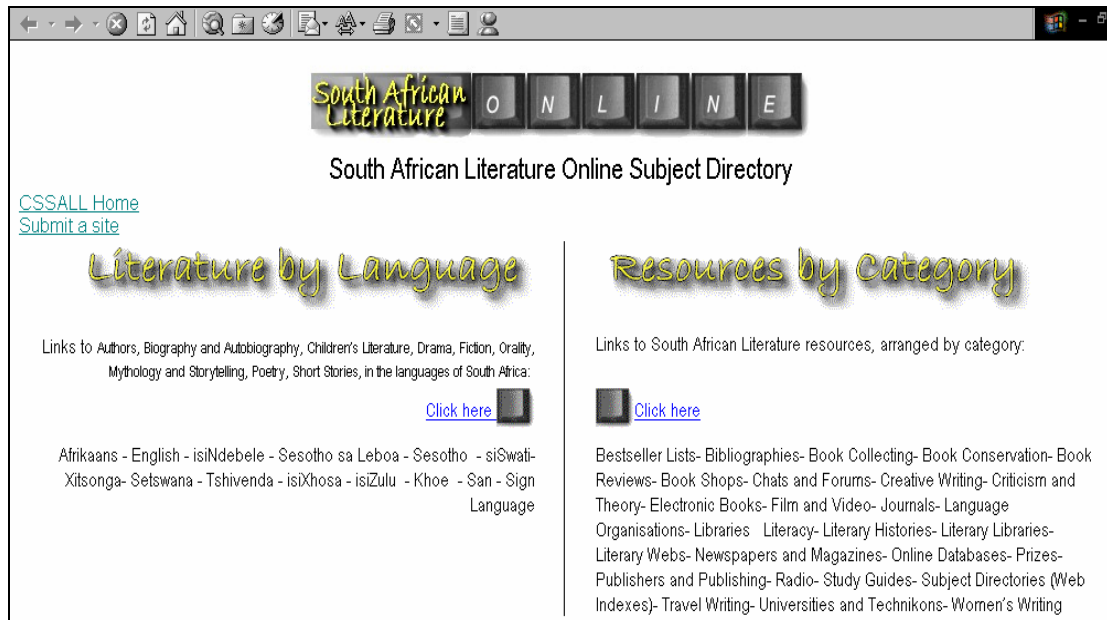 South African
Literature
O N L I N E
South African Literature Online Subject Directory
CSSALL Home
Submit a site
Literature by Language
Links to Authors, Biography and Autobiography, Children's Literature, Drama, Fiction, Orality,
Mythology and Storytelling, Poetry, Short Stories, in the languages of South Africa:
Click here
Afrikaans - English - isiNdebele - Sesotho sa Leboa - Sesotho - siSwati-
Xitsonga- Setswana - Tshivenda - isiXhosa - isiZulu - Khoe - San - Sign
Language
Resources by Category
Links to South African Literature resources, arranged by category:
Click here
Bestseller Lists- Bibliographies- Book Collecting- Book Conservation- Book
Reviews- Book Shops- Chats and Forums- Creative Writing- Criticism and
Theory- Electronic Books- Film and Video- Journals- Language
Organisations- Libraries Literacy- Literary Histories- Literary Libraries-
Literary Webs- Newspapers and Magazines- Online Databases- Prizes-
Publishers and Publishing- Radio- Study Guides- Subject Directories (Web
Indexes)- Travel Writing- Universities and Technikons- Women's Writing